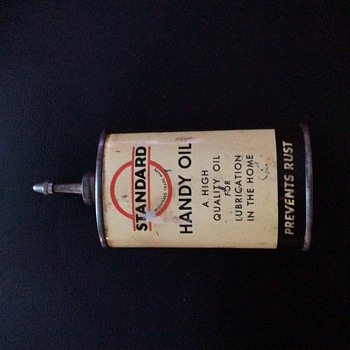 STANDARD
HANDY OIL
A HIGH
QUALITY OIL
FOR
LUBRICATION
IN THE HOME
PREVENTS RUST